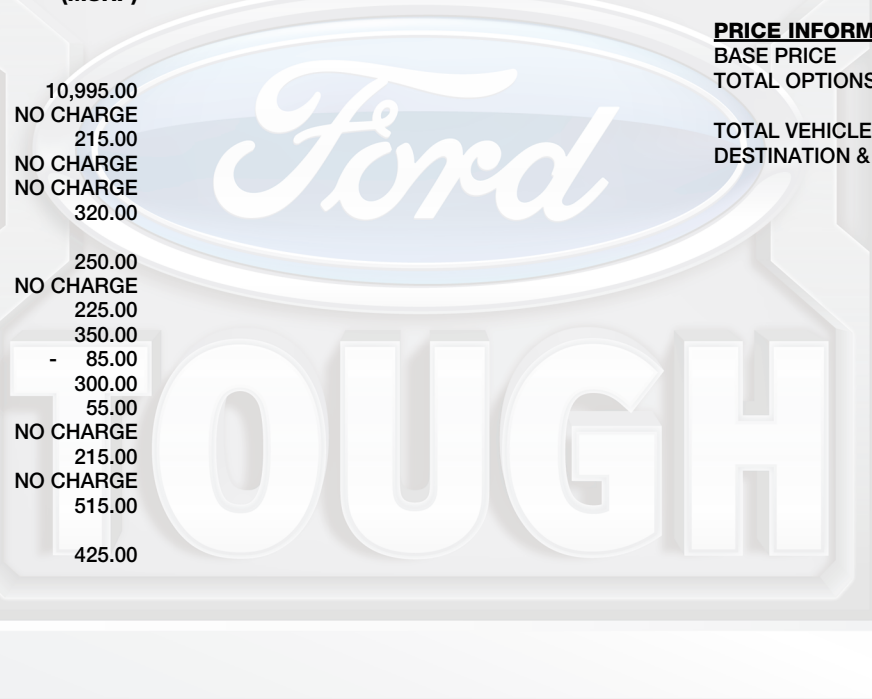 10,995.00
NO CHARGE
215.00
NO CHARGE
NO CHARGE
320.00
250.00
NO CHARGE
225.00
350.00
- 85.00
300.00
55.00
NO CHARGE
215.00
NO CHARGE
515.00
425.00
PRICE INFORM
BASE PRICE
TOTAL OPTIONS
TOTAL VEHICLE
DESTINATION &
Ford
TOUGH